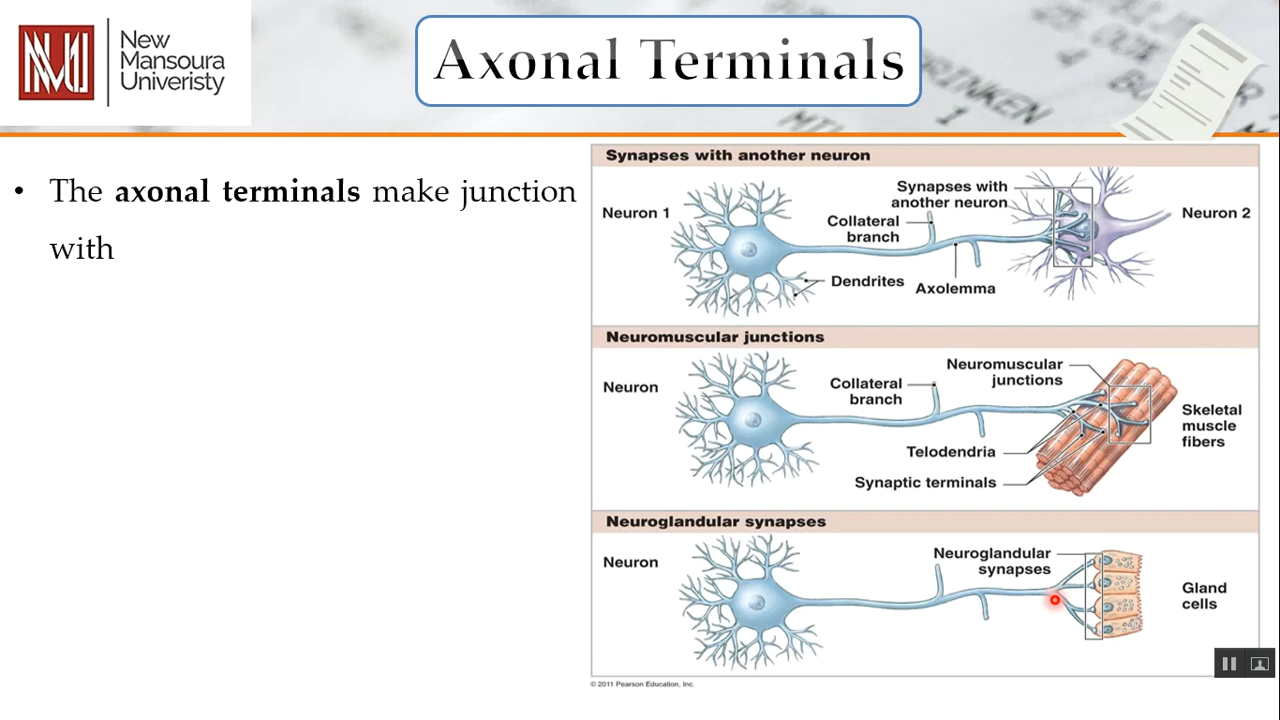 New
Mansoura
Univeristy
Axonal Terminals
• The axonal terminals make junction
with
Synapses with another neuron
Neuron 1
Synapses with
another neuron
Collateral
branch
Neuron 2
Dendrites
Axolemma
Neuromuscular junctions
Neuron
Collateral
branch
Neuromuscular
junctions
Skeletal
muscle
fibers
Telodendria
Synaptic terminals
Neuroglandular synapses
Neuron
Neuroglandular
synapses
Gland
cells
© 2011 Pearson Education, Inc.